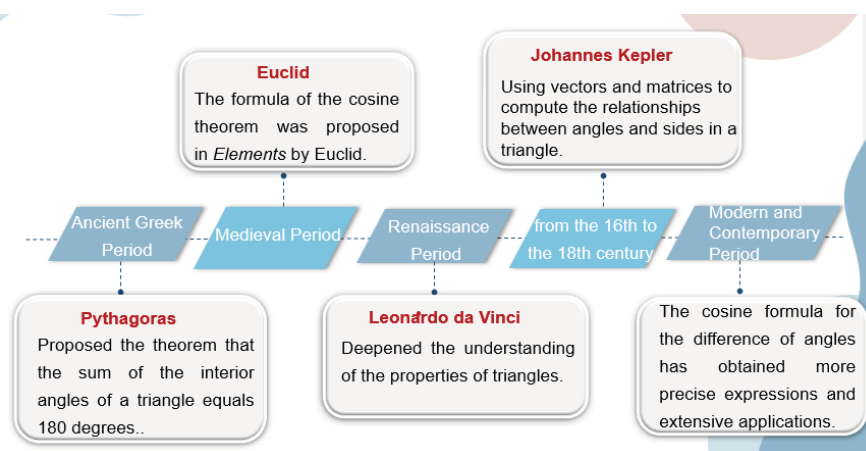 Euclid
The formula of the cosine
theorem was proposed
in Elements by Euclid.
Johannes Kepler
Using vectors and matrices to
compute the relationships
between angles and sides in a
triangle.
Ancient Greek
Period
Medieval Period
Renaissance
Period
from the 16th to
the 18th century
Modern and
Contemporary
Period
Pythagoras
Proposed the theorem that
the sum of the interior
angles of a triangle equals
180 degrees..
Leonardo da Vinci
Deepened the understanding
of the properties of triangles.
The cosine formula for
the difference of angles
has obtained more
precise expressions and
extensive applications.